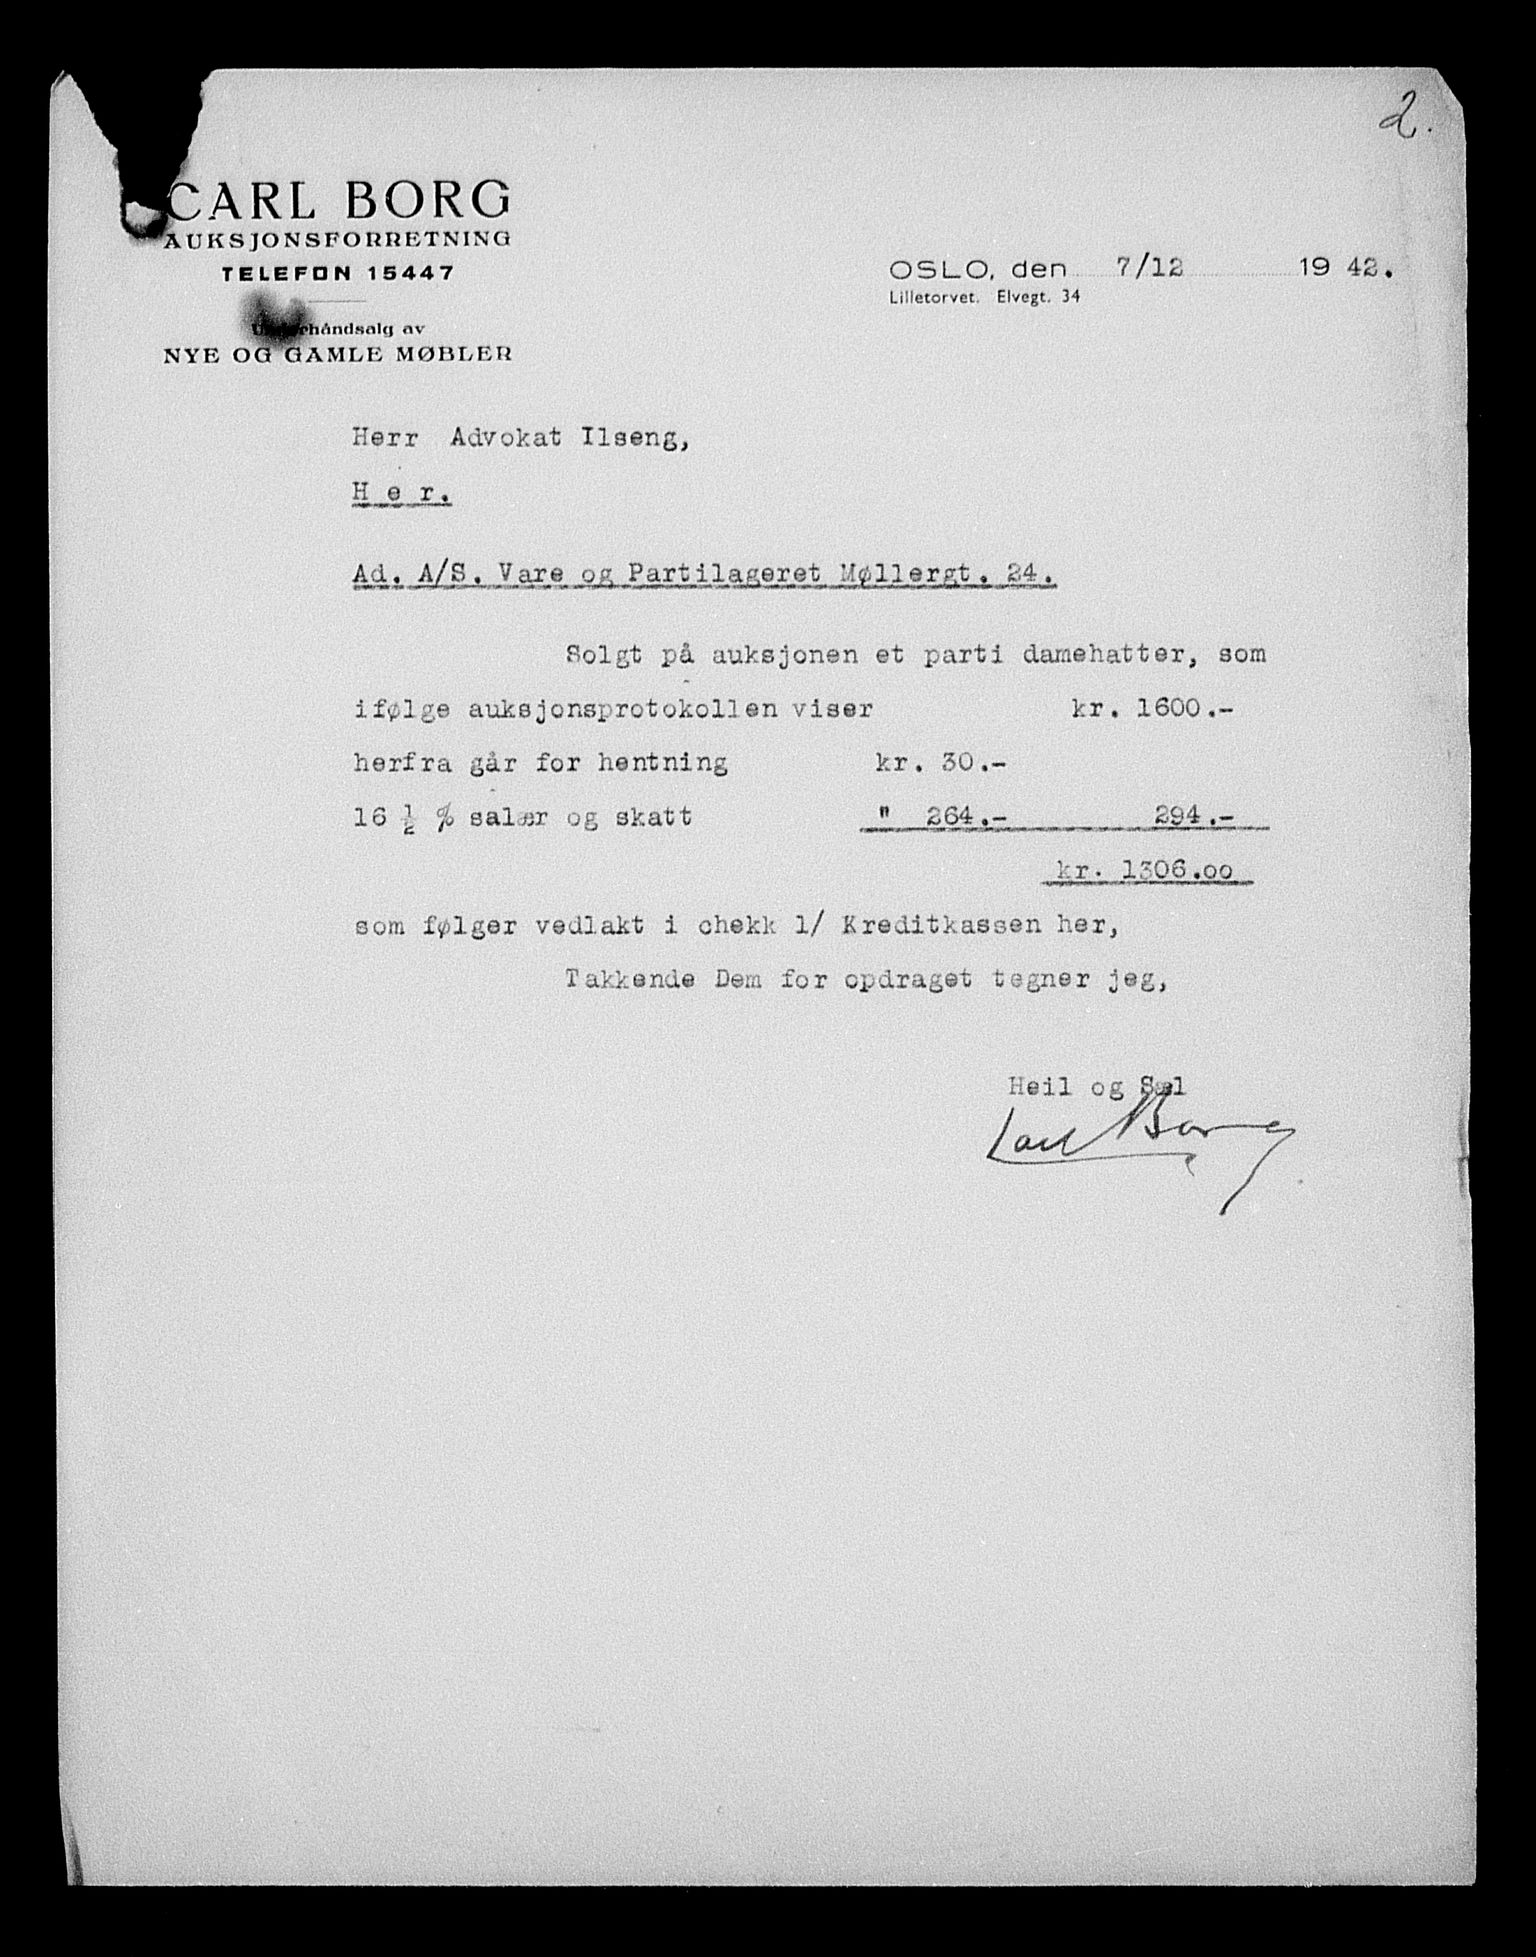 2.
CARL BORG
AUKSJONSFORRETNING
TELEFON 15447
Underhåndsalg av
NYE OG GAMLE MØBLER
OSLO, den 7/12 19 42.
Lilletorvet. Elvegt. 34
Herr Advokat Ilseng,
H e r.
Ad. A/S. Vare og Partilageret Møllergt. 24.
Solgt på auksjonen et parti damehatter, som
ifølge auksjonsprotokollen viser kr. 1600.-
herfra går for hentning kr. 30.-
16 ½ % salær og skatt " 264.- 294.-
kr. 1306.oo
som følger vedlakt i chekk l/ Kreditkassen her,
Takkende Dem for opdraget tegner jeg,
Heil og Sæl
Carl Borg